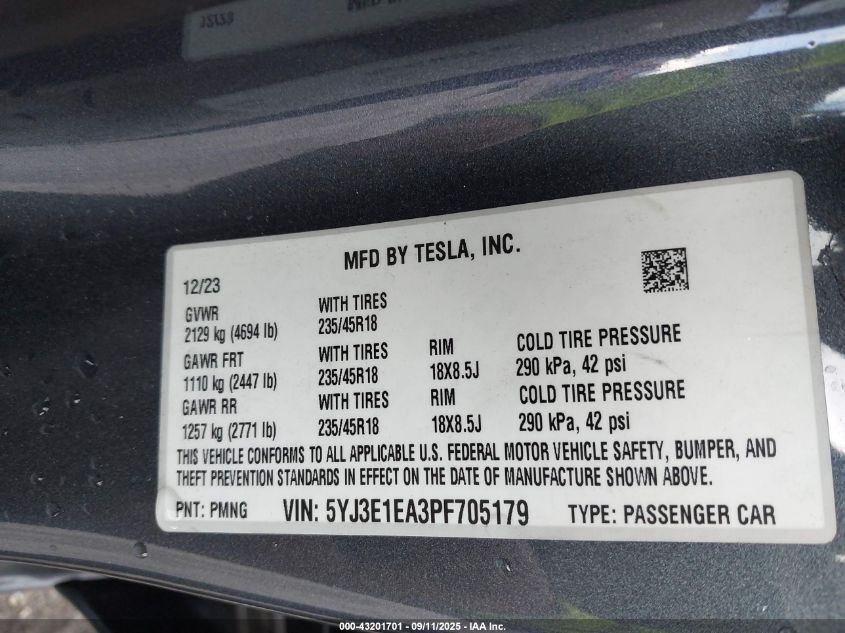 MFD BY TESLA, INC.
12/23
GVWR WITH TIRES
2129 kg (4694 lb) 235/45R18
GAWR FRT WITH TIRES RIM COLD TIRE PRESSURE
1110 kg (2447 lb) 235/45R18 18X8.5J 290 kPa, 42 psi
GAWR RR WITH TIRES RIM COLD TIRE PRESSURE
1257 kg (2771 lb) 235/45R18 18X8.5J 290 kPa, 42 psi
THIS VEHICLE CONFORMS TO ALL APPLICABLE U.S. FEDERAL MOTOR VEHICLE SAFETY, BUMPER, AND
THEFT PREVENTION STANDARDS IN EFFECT ON THE DATE OF MANUFACTURE SHOWN ABOVE.
PNT: PMNG VIN: 5YJ3E1EA3PF705179 TYPE: PASSENGER CAR
000-43201701 - 09/11/2025 - IAA Inc.